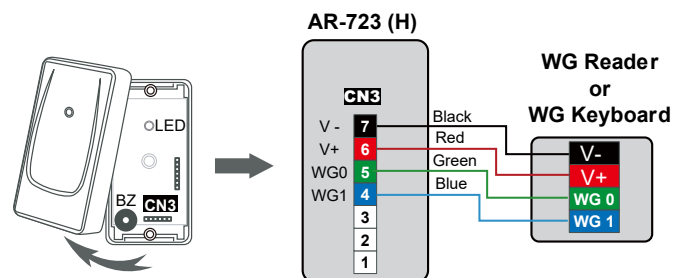 AR-723 (H)
CN3
V - 7 Black
V+ 6 Red
WG0 5 Green
WG1 4 Blue
3
2
1
WG Reader
or
WG Keyboard
V-
V+
WG 0
WG 1
LED
BZ CN3